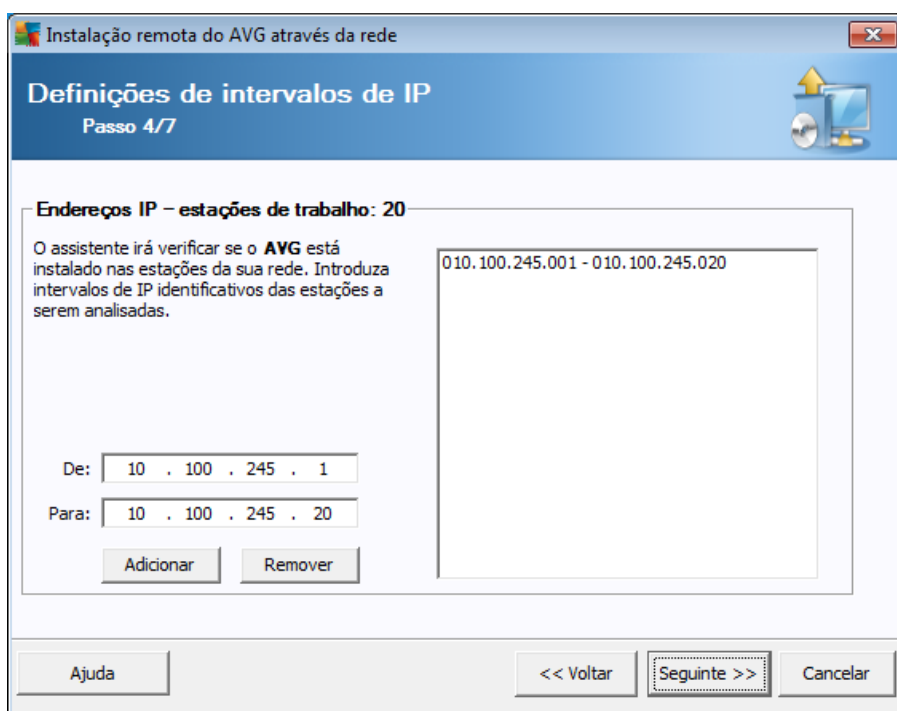 Instalação remota do AVG através da rede
Definições de intervalos de IP
Passo 4/7
Endereços IP – estações de trabalho: 20
O assistente irá verificar se o AVG está
instalado nas estações da sua rede. Introduza
intervalos de IP identificativos das estações a
serem analisadas.
010.100.245.001 - 010.100.245.020
De: 10 . 100 . 245 . 1
Para: 10 . 100 . 245 . 20
Adicionar Remover
Ajuda << Voltar Seguinte >> Cancelar